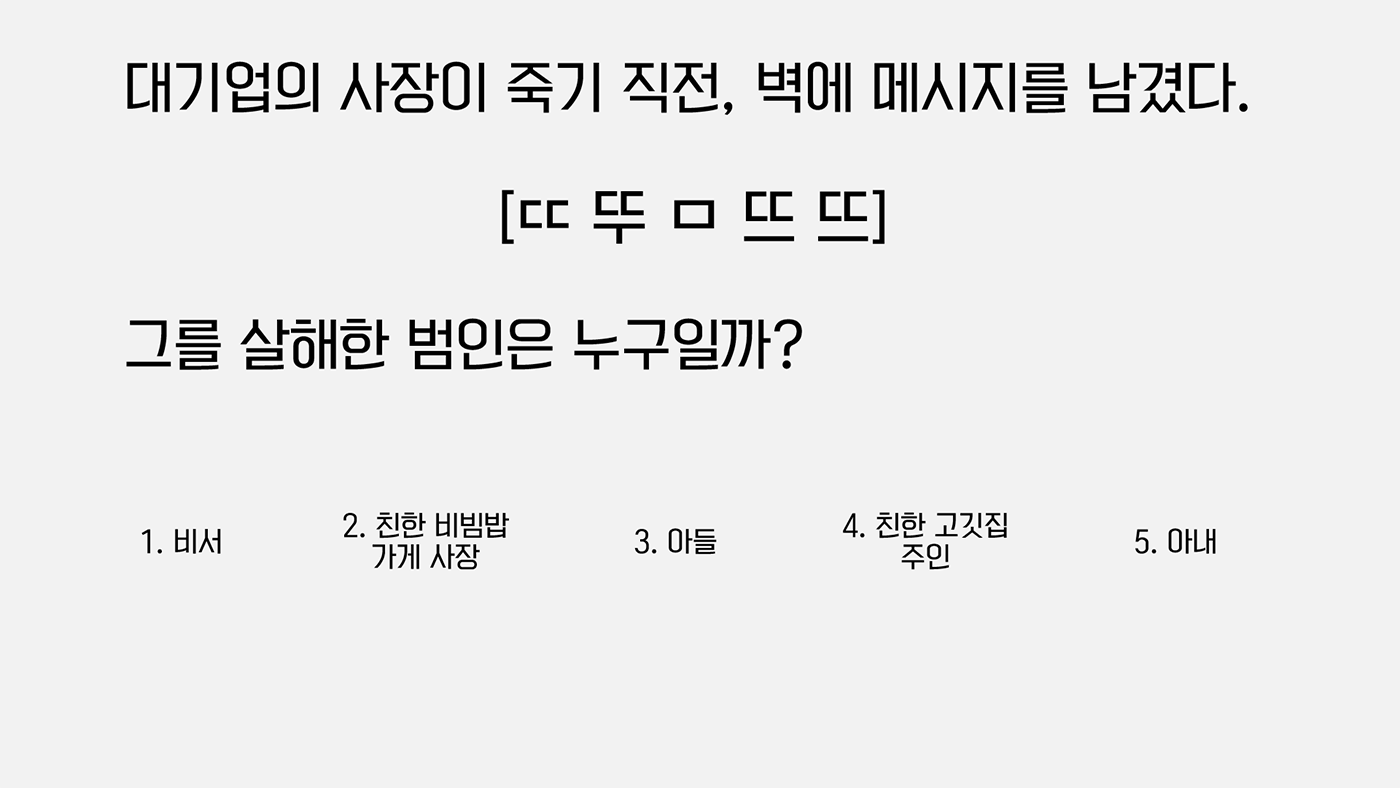 대기업의 사장이 죽기 직전, 벽에 메시지를 남겼다.
[ㄸ 뚜 ㅁ 뜨 뜨]
그를 살해한 범인은 누구일까?
1. 비서
2. 친한 비빔밥
가게 사장
3. 아들
4. 친한 고깃집
주인
5. 아내